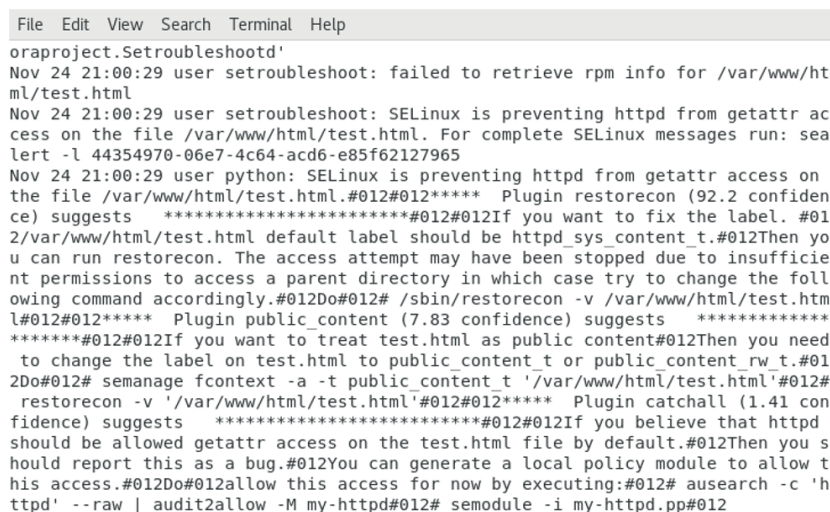 File Edit View Search Terminal Help
oraproject.Setroubleshootd'
Nov 24 21:00:29 user setroubleshoot: failed to retrieve rpm info for /var/www/ht
ml/test.html
Nov 24 21:00:29 user setroubleshoot: SELinux is preventing httpd from getattr ac
cess on the file /var/www/html/test.html. For complete SELinux messages run: sea
lert -l 44354970-06e7-4c64-acd6-e85f62127965
Nov 24 21:00:29 user python: SELinux is preventing httpd from getattr access on
the file /var/www/html/test.html.#012#012*****  Plugin restorecon (92.2 confiden
ce) suggests   ************************#012#012If you want to fix the label. #01
2/var/www/html/test.html default label should be httpd_sys_content_t.#012Then yo
u can run restorecon. The access attempt may have been stopped due to insufficie
nt permissions to access a parent directory in which case try to change the foll
owing command accordingly.#012Do#012# /sbin/restorecon -v /var/www/html/test.htm
l#012#012*****  Plugin public_content (7.83 confidence) suggests   *************
*******#012#012If you want to treat test.html as public content#012Then you need
 to change the label on test.html to public_content_t or public_content_rw_t.#01
2Do#012# semanage fcontext -a -t public_content_t '/var/www/html/test.html'#012#
 restorecon -v '/var/www/html/test.html'#012#012*****  Plugin catchall (1.41 con
fidence) suggests   **************************#012#012If you believe that httpd
should be allowed getattr access on the test.html file by default.#012Then you s
hould report this as a bug.#012You can generate a local policy module to allow t
his access.#012Do#012allow this access for now by executing:#012# ausearch -c 'h
ttpd' --raw | audit2allow -M my-httpd#012# semodule -i my-httpd.pp#012